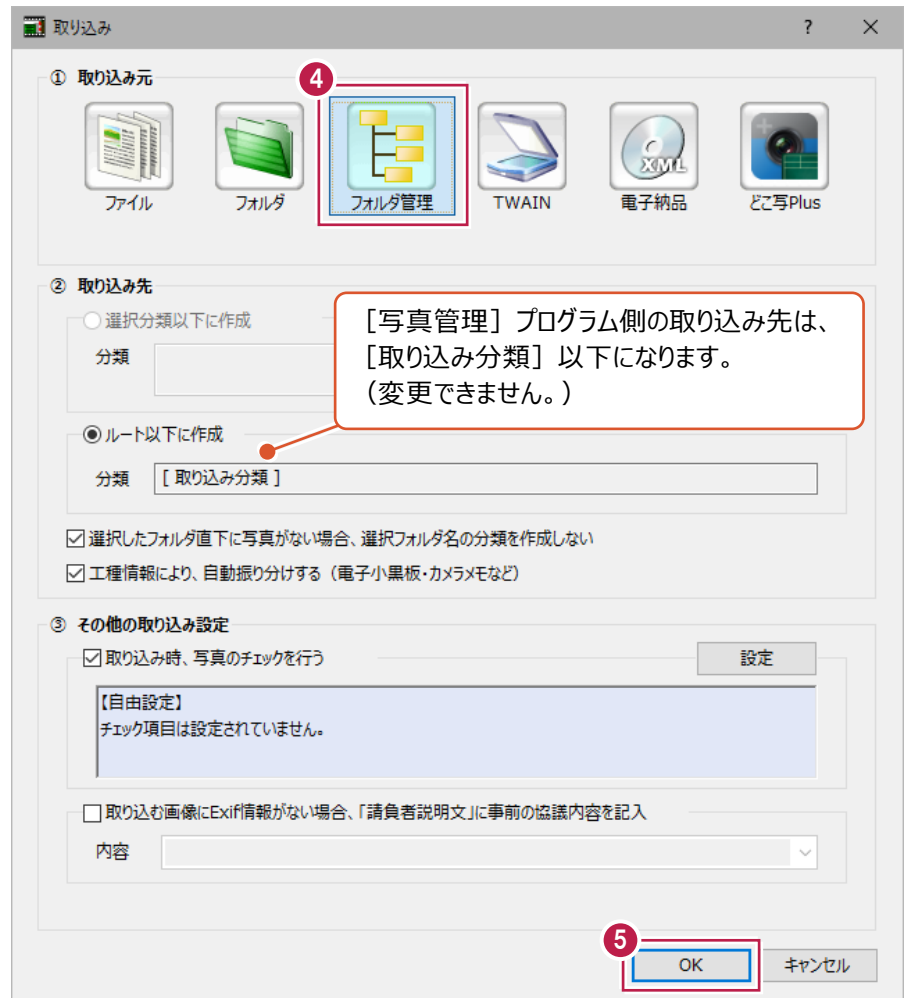 取り込み
?
×
① 取り込み元
4
ファイル
フォルダ
フォルダ管理
TWAIN
XML
電子納品
どこ写Plus
② 取り込み先
選択分類以下に作成
分類
［写真管理］プログラム側の取り込み先は、
［取り込み分類］以下になります。
（変更できません。）
ルート以下に作成
分類
[ 取り込み分類 ]
選択したフォルダ直下に写真がない場合、選択フォルダ名の分類を作成しない
工種情報により、自動振り分けする（電子小黒板・カメラメモなど）
③ その他の取り込み設定
取り込み時、写真のチェックを行う
設定
【自由設定】
チェック項目は設定されていません。
取り込む画像にExif情報がない場合、「請負者説明文」に事前の協議内容を記入
内容
5
OK
キャンセル